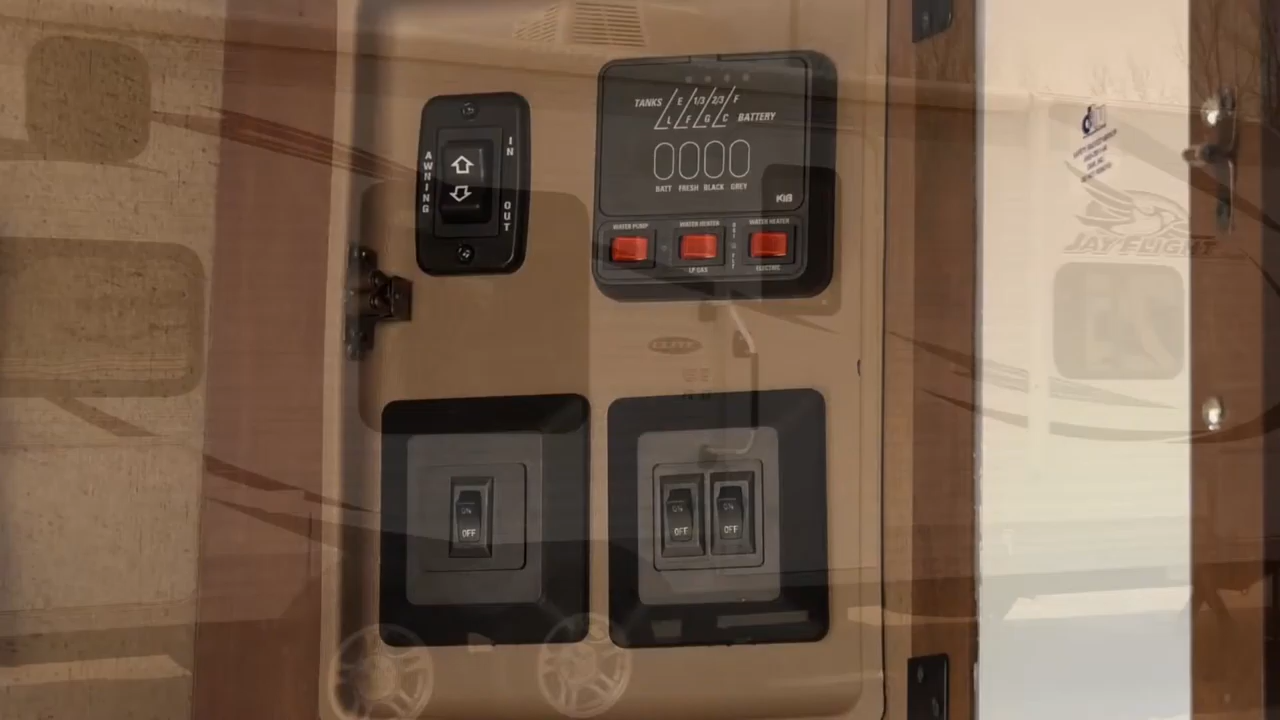 TANKS E 1/3 2/3 F
L F G C BATTERY
AWNING
IN
OUT
BATT FRESH BLACK GREY
KIB
WATER PUMP
WATER HEATER
WATER HEATER
LP GAS
ELECTRIC
JAY FLIGHT
ELITE
ON
OFF
ON
OFF
ON
OFF